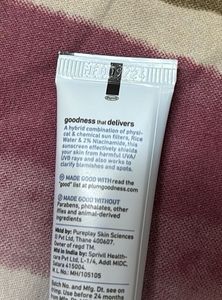 goodness that delivers
A hybrid combination of physi-
cal & chemical sun filters, Rice
Water & 2% Niacinamide, this
sunscreen effectively shields
your skin from harmful UVA/
UVB rays and also works to
clarify blemishes and spots.
MADE GOOD WITH read the
"good" list at plumgoodness.com
MADE GOOD WITHOUT
Parabens, phthalates, other
files and animal-derived
ingredients
Mktd by: Pureplay Skin Sciences
(I) Pvt Ltd, Thane 400607.
Owner of regd TM.
Mfd in India by: Sprivil Health-
care Pvt Ltd, L-1/4, Addl MIDC,
Satara 415004.
M. L No: MH/105105
Batch No. and Mfg. Dt. see on
Use before 24 months